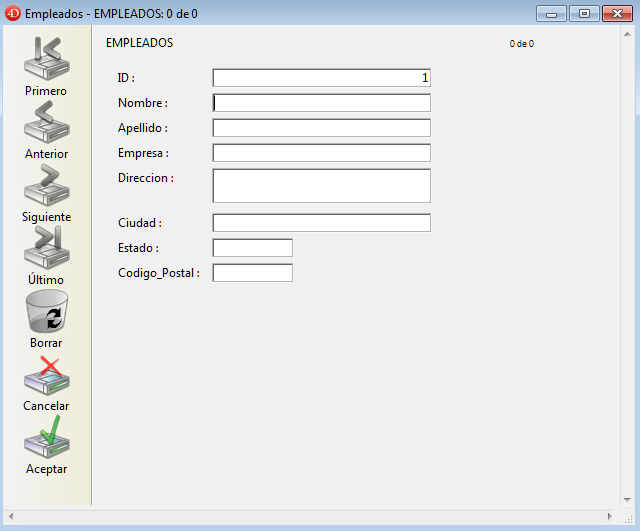 4D Empleados - EMPLEADOS: 0 de 0
EMPLEADOS
0 de 0
Primero
Anterior
Siguiente
Último
Borrar
Cancelar
Aceptar
ID : 1
Nombre :
Apellido :
Empresa :
Direccion :
Ciudad :
Estado :
Codigo_Postal :